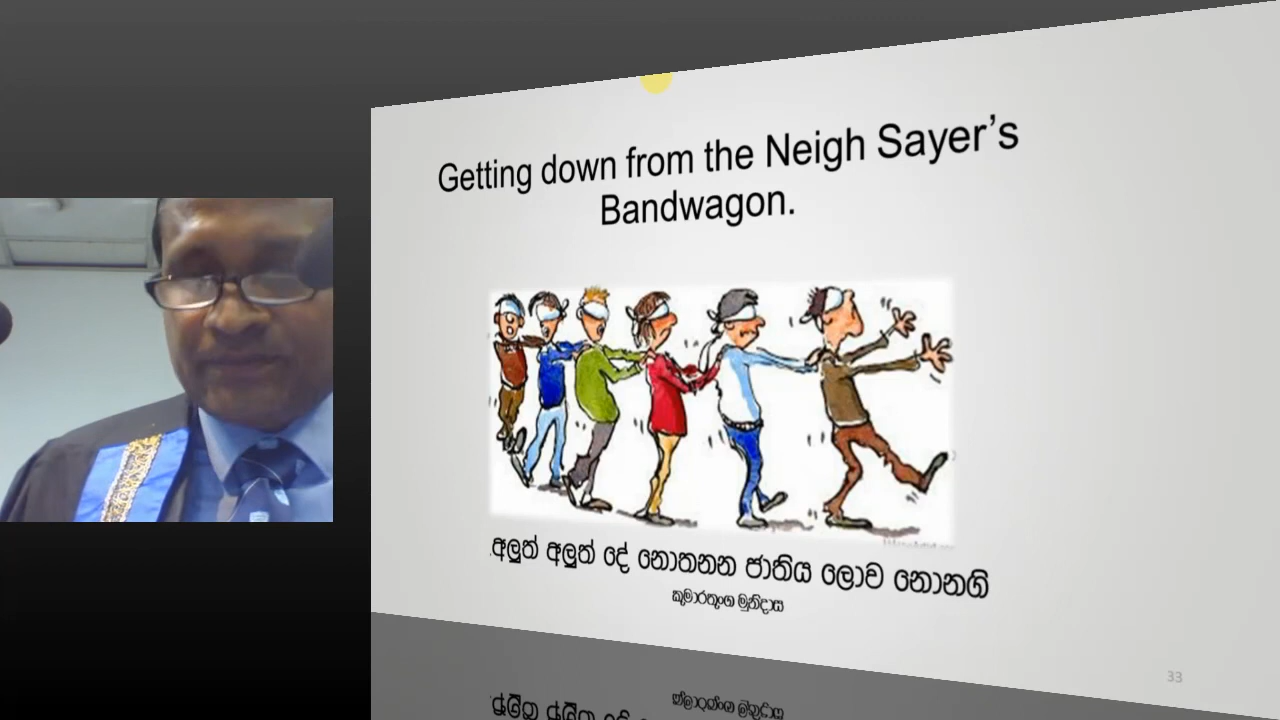 Getting down from the Neigh Sayer’s
Bandwagon.
අලුත් අලුත් දේ නොතනන ජාතිය ලොව නොනගී
කුමාරතුංග මුනිදාස
33